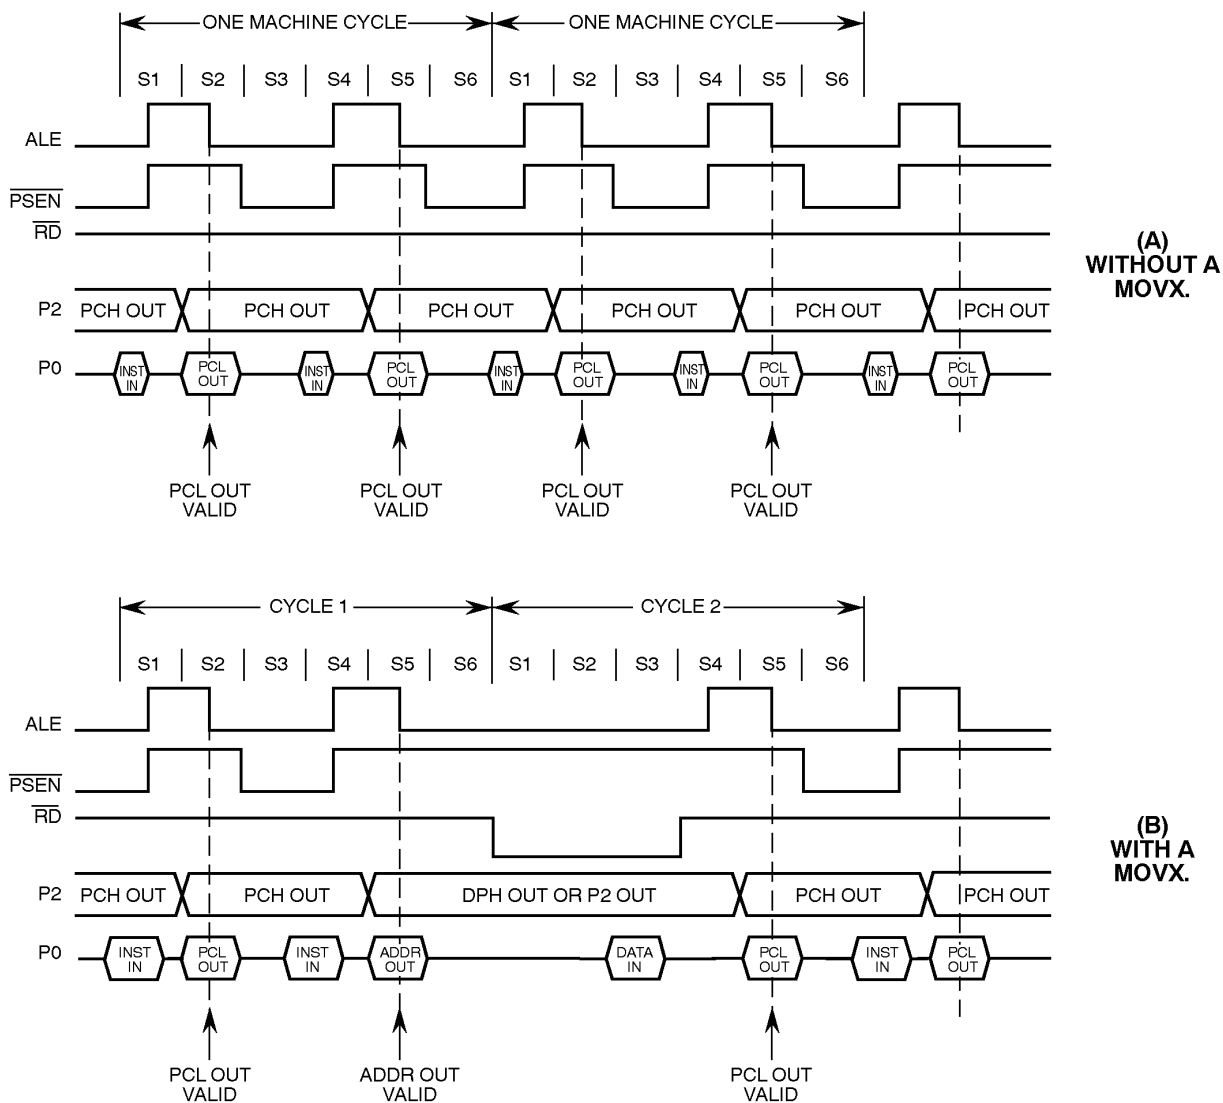 ONE MACHINE CYCLE ONE MACHINE CYCLE
S1 S2 S3 S4 S5 S6 S1 S2 S3 S4 S5 S6
ALE
PSEN
RD
(A)
WITHOUT A
MOVX.
P2 PCH OUT PCH OUT PCH OUT PCH OUT PCH OUT PCH OUT
P0 INST IN PCL OUT INST IN PCL OUT INST IN PCL OUT INST IN PCL OUT INST IN PCL OUT
PCL OUT VALID PCL OUT VALID PCL OUT VALID PCL OUT VALID
CYCLE 1 CYCLE 2
S1 S2 S3 S4 S5 S6 S1 S2 S3 S4 S5 S6
ALE
PSEN
RD
(B)
WITH A
MOVX.
P2 PCH OUT PCH OUT DPH OUT OR P2 OUT PCH OUT PCH OUT
P0 INST IN PCL OUT INST IN ADDR OUT DATA IN PCL OUT INST IN PCL OUT
PCL OUT VALID ADDR OUT VALID PCL OUT VALID